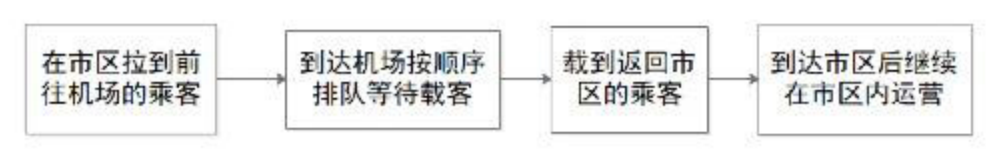 在市区拉到前
往机场的乘客
到达机场按顺序
排队等待载客
载到返回市
区的乘客
到达市区后继续
在市区内运营